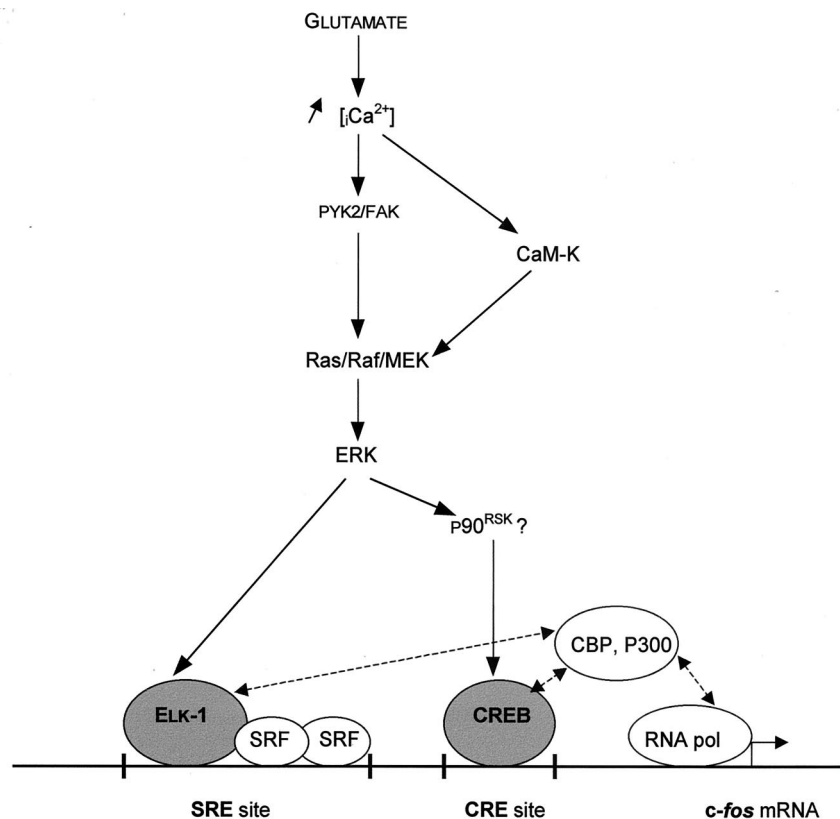 GLUTAMATE
[iCa2+]
PYK2/FAK
CaM-K
Ras/Raf/MEK
ERK
P90RSK ?
CBP, P300
ELK-1
CREB
SRF
SRF
RNA pol
SRE site
CRE site
c-fos mRNA